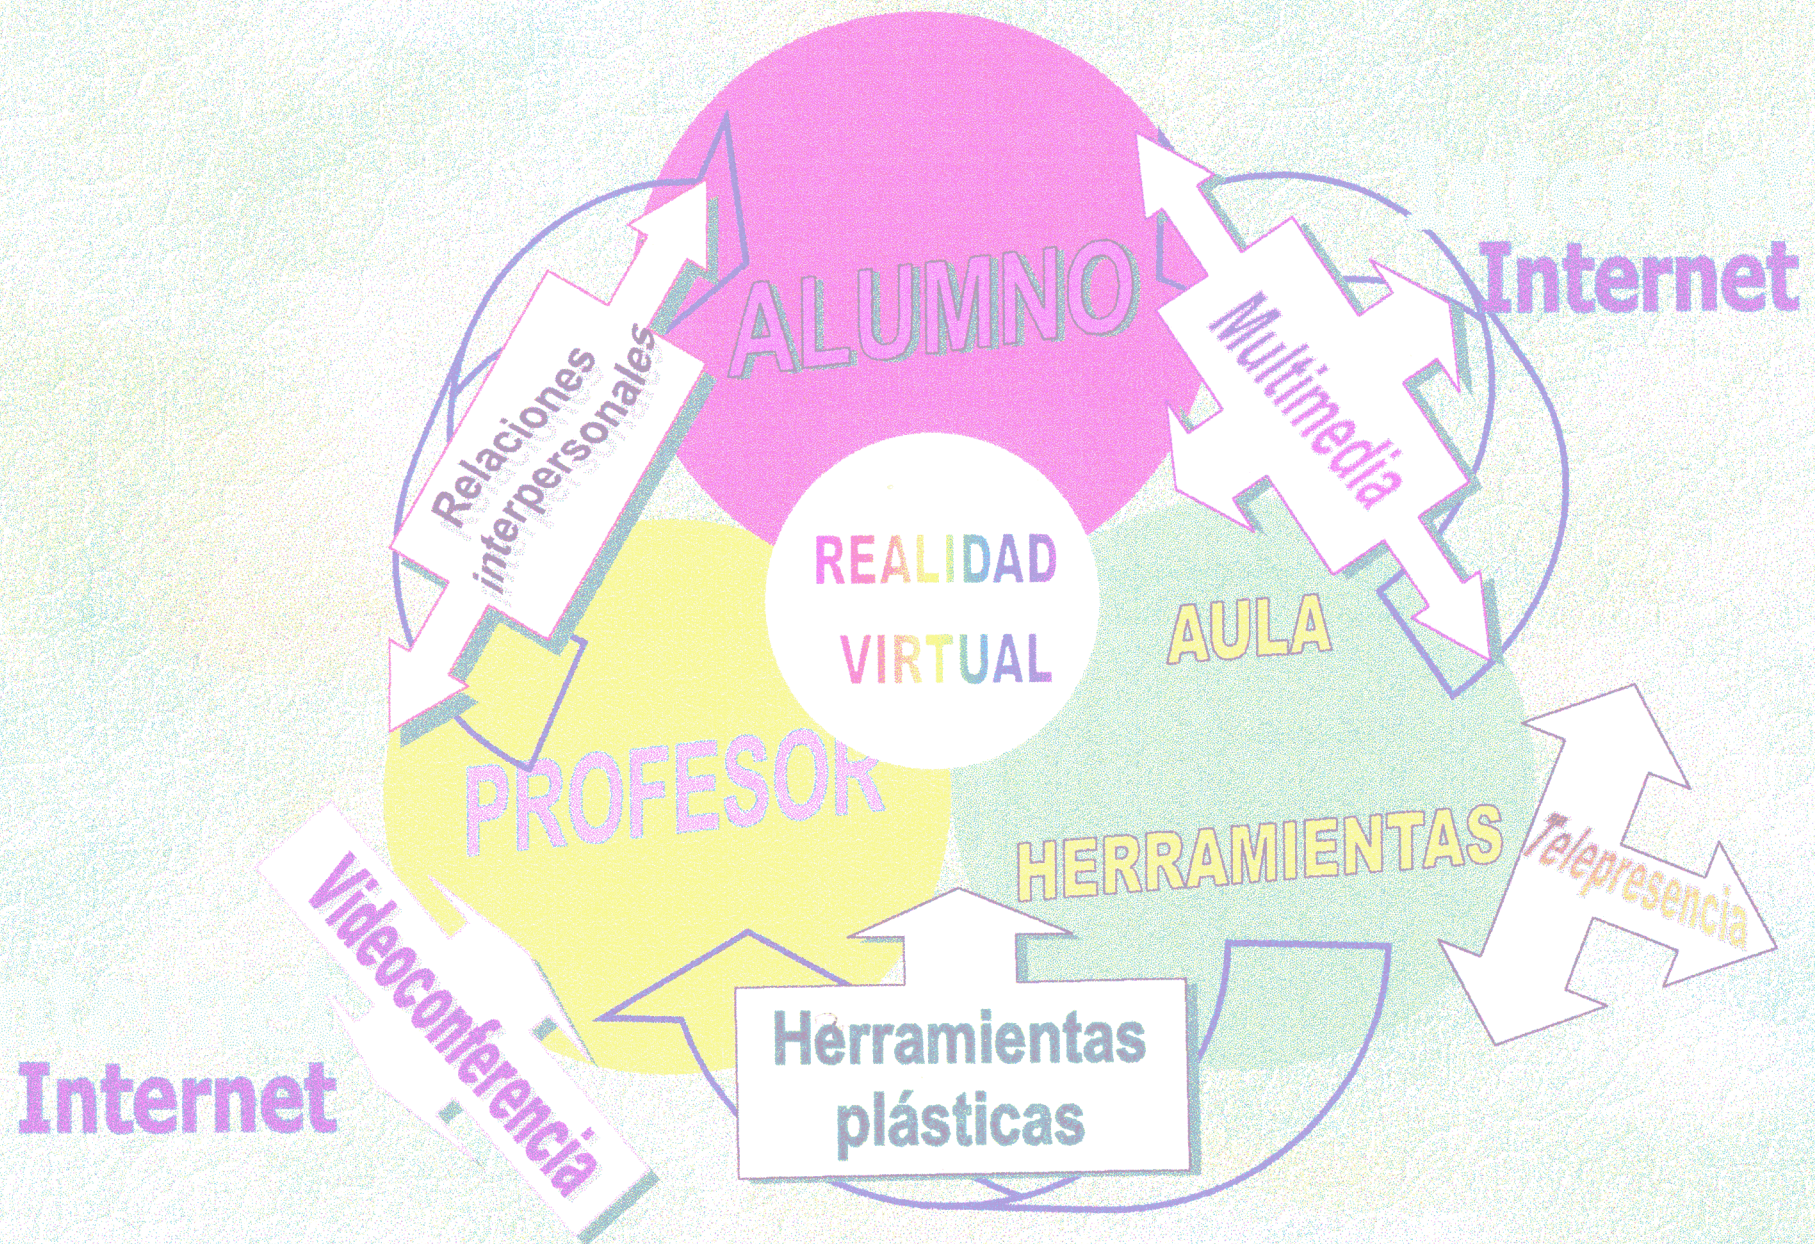 ALUMNO
Internet
Multimedia
Relaciones
interpersonales
REALIDAD
VIRTUAL
AULA
PROFESOR
HERRAMIENTAS
Telepresencia
Videoconferencia
Herramientas
plásticas
Internet